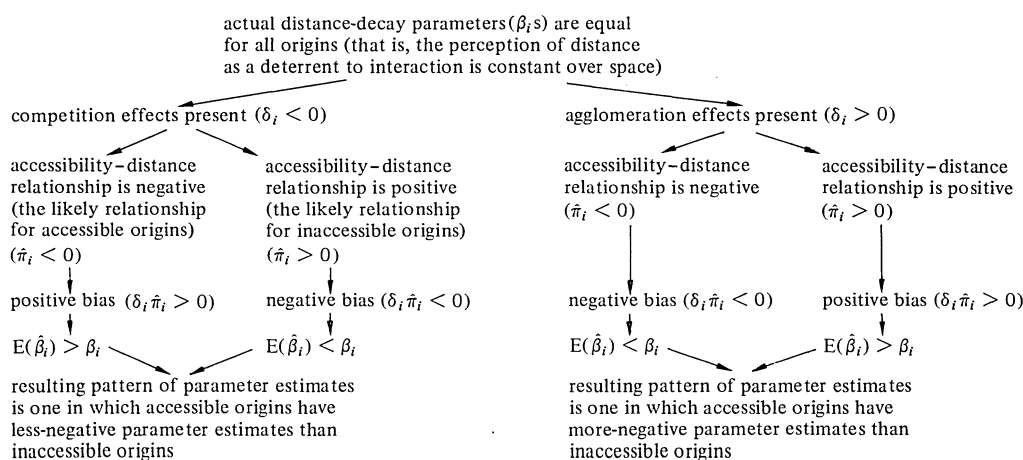 actual distance-decay parameters (βᵢs) are equal
for all origins (that is, the perception of distance
as a deterrent to interaction is constant over space)
competition effects present (δᵢ < 0)
accessibility–distance
relationship is negative
(the likely relationship
for accessible origins)
(π̂ᵢ < 0)
positive bias (δᵢπ̂ᵢ > 0)
E(β̂ᵢ) > βᵢ
accessibility–distance
relationship is positive
(the likely relationship
for inaccessible origins)
(π̂ᵢ > 0)
negative bias (δᵢπ̂ᵢ < 0)
E(β̂ᵢ) < βᵢ
resulting pattern of parameter estimates
is one in which accessible origins have
less-negative parameter estimates than
inaccessible origins
agglomeration effects present (δᵢ > 0)
accessibility–distance
relationship is negative
(π̂ᵢ < 0)
negative bias (δᵢπ̂ᵢ < 0)
E(β̂ᵢ) < βᵢ
accessibility–distance
relationship is positive
(π̂ᵢ > 0)
positive bias (δᵢπ̂ᵢ > 0)
E(β̂ᵢ) > βᵢ
resulting pattern of parameter estimates
is one in which accessible origins have
more-negative parameter estimates than
inaccessible origins